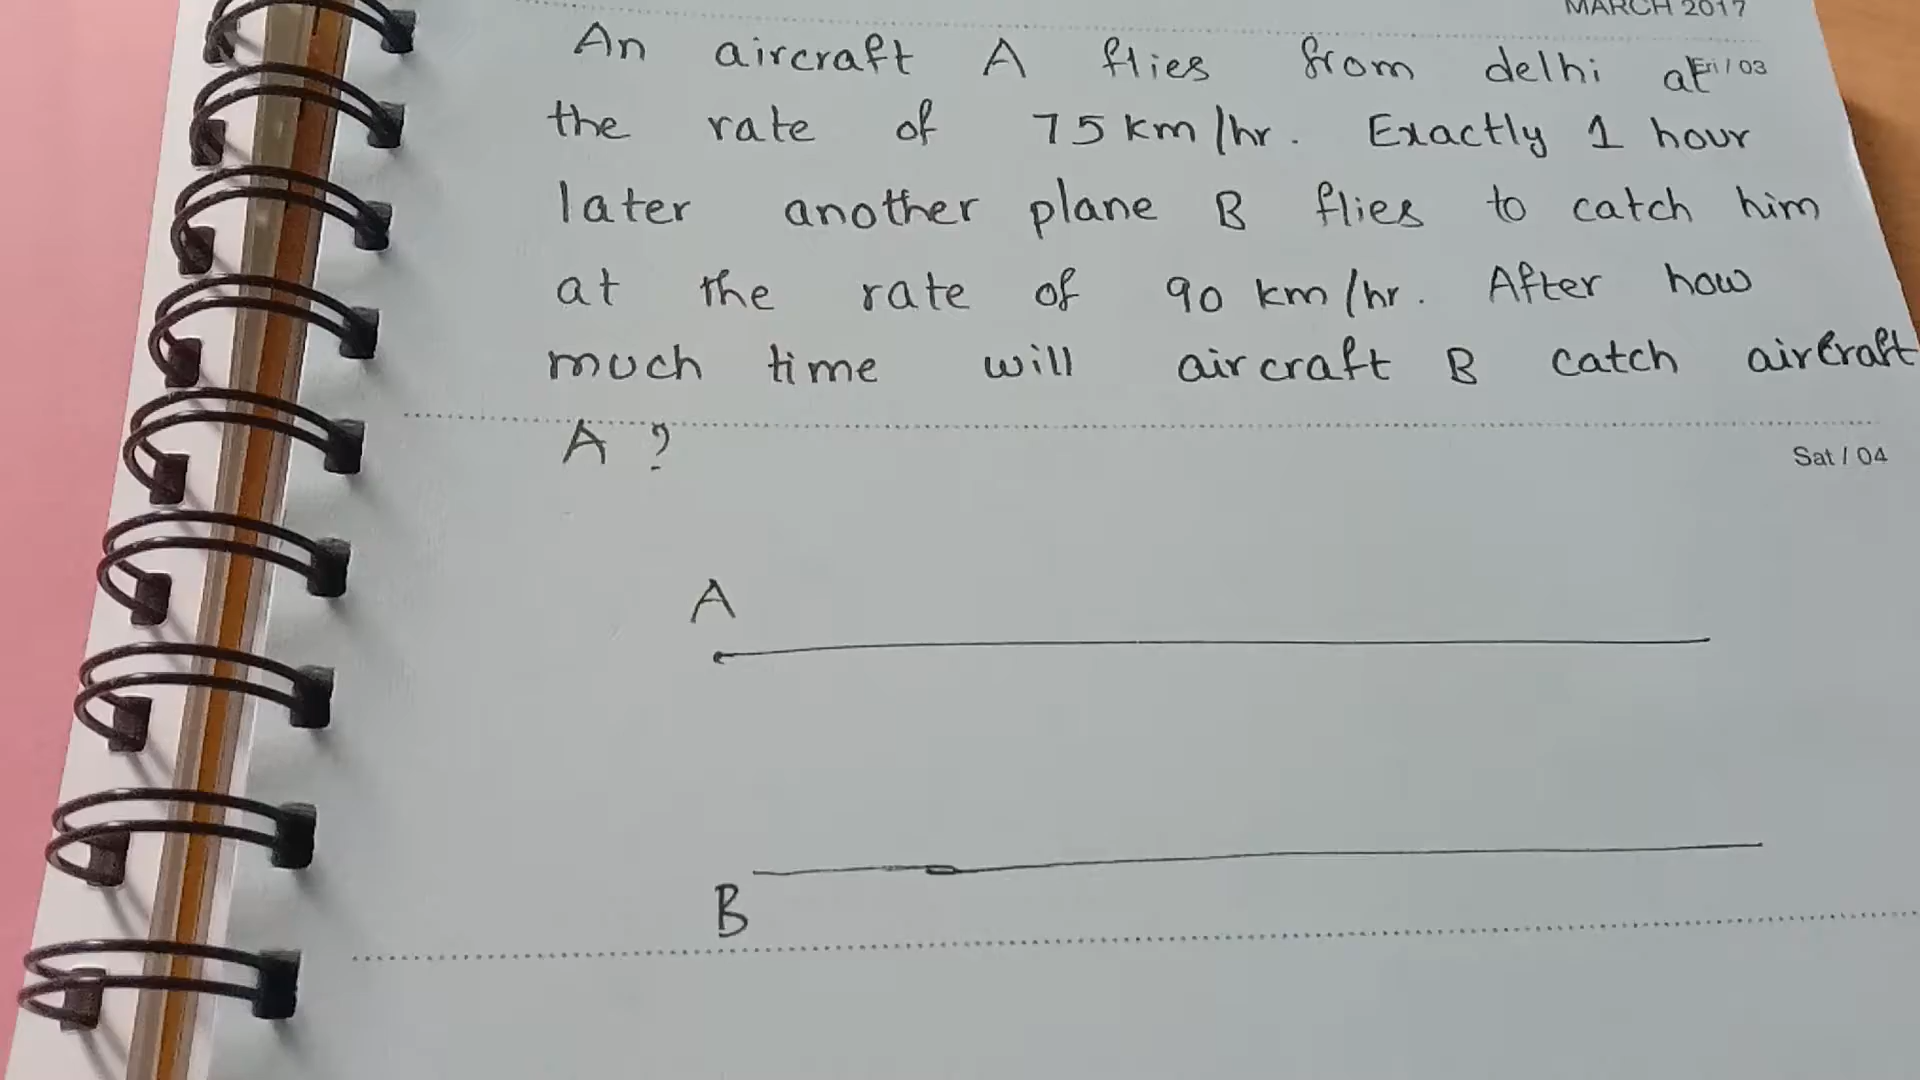 MARCH 2017
An aircraft A flies from delhi at
Fri / 03
the rate of 75 km/hr. Exactly 1 hour
later another plane B flies to catch him
at the rate of 90 km/hr. After how
much time will aircraft B catch aircraft
A ?
Sat / 04
A
B